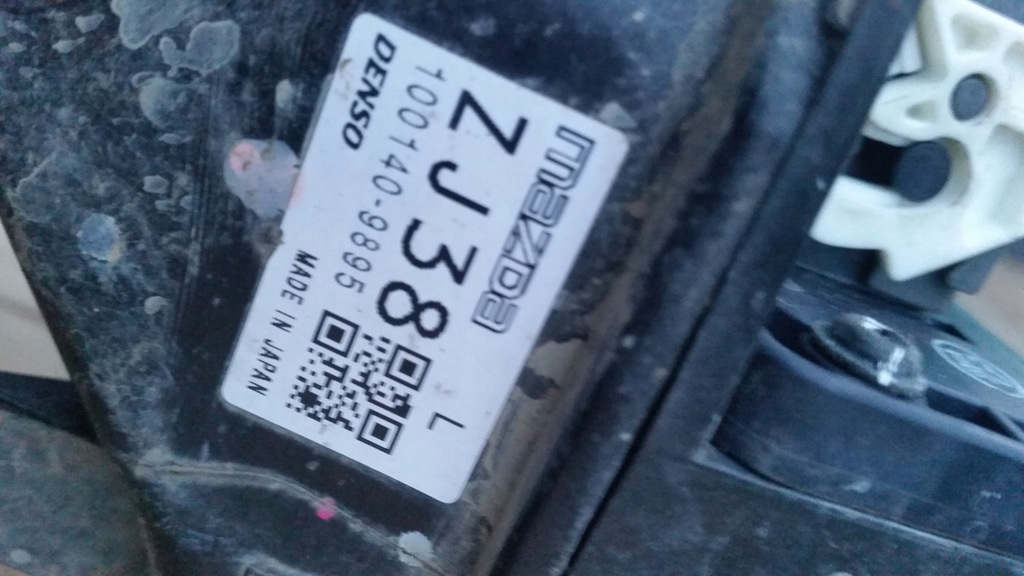 mazDa
ZJ38 L
100140-9895
DENSO
MADE IN JAPAN